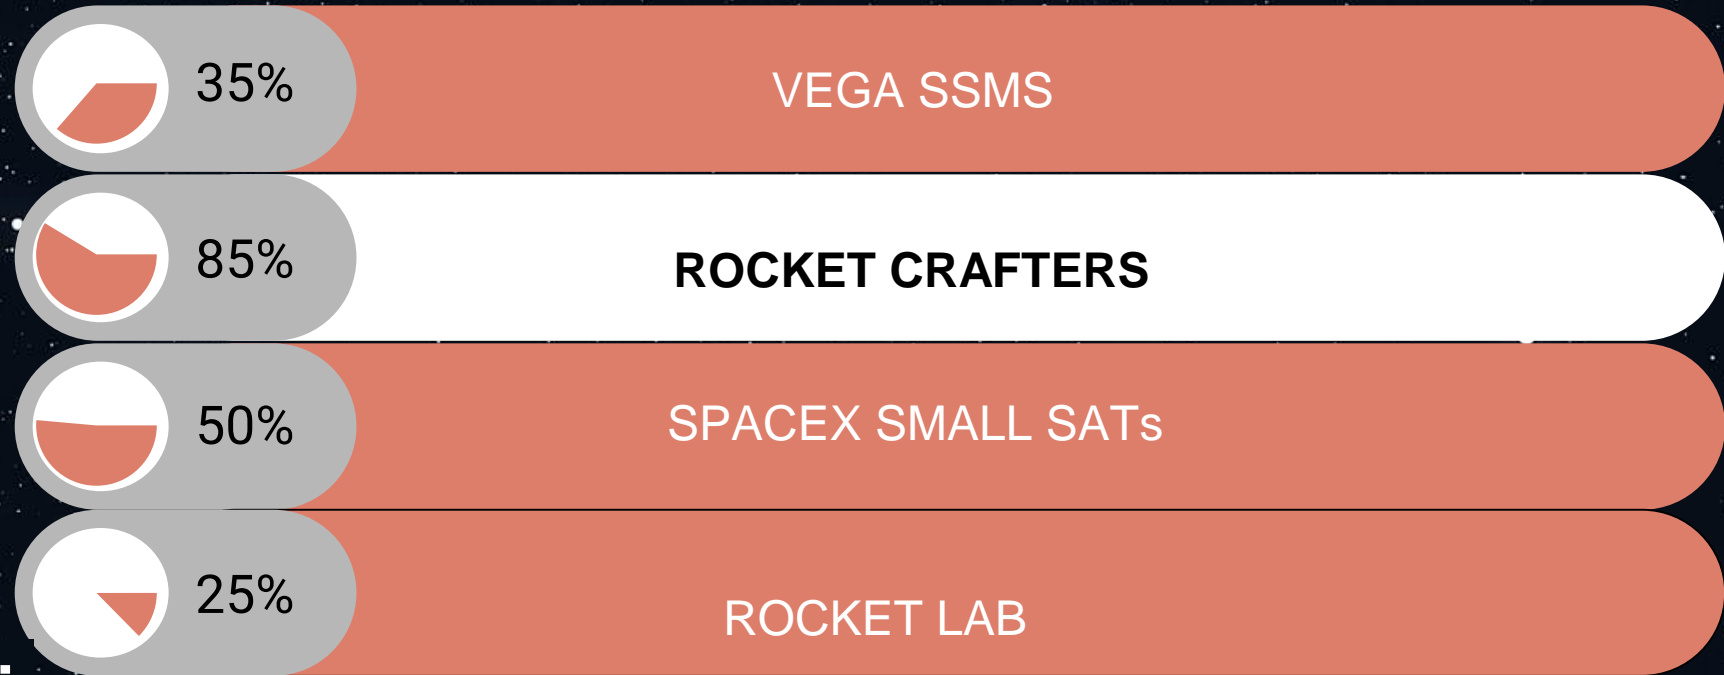 35%
VEGA SSMS
85%
ROCKET CRAFTERS
50%
SPACEX SMALL SATs
25%
ROCKET LAB